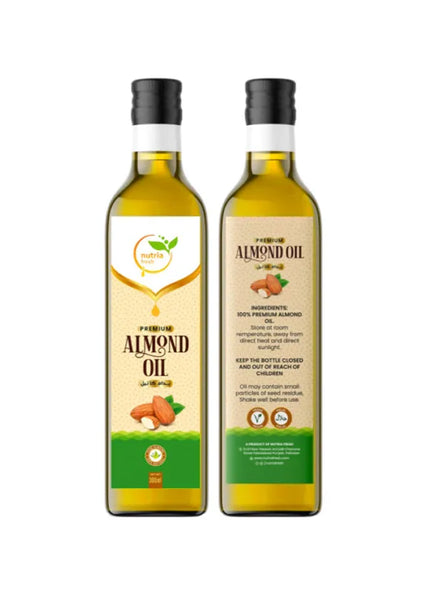 nutria
fresh
PREMIUM
ALMOND
OIL
300ml
PREMIUM
ALMOND OIL
INGREDIENTS:
100% PREMIUM ALMOND
OIL.
Store at room
remperature, away from
direct heat and direct
sunlight.
KEEP THE BOTTLE CLOSED
AND OUT OF REACH OF
CHILDREN
Oil may contain small
particles of seed residue,
Shake well before use.
حلال
A PRODUCT OF NUTRIA FRESH